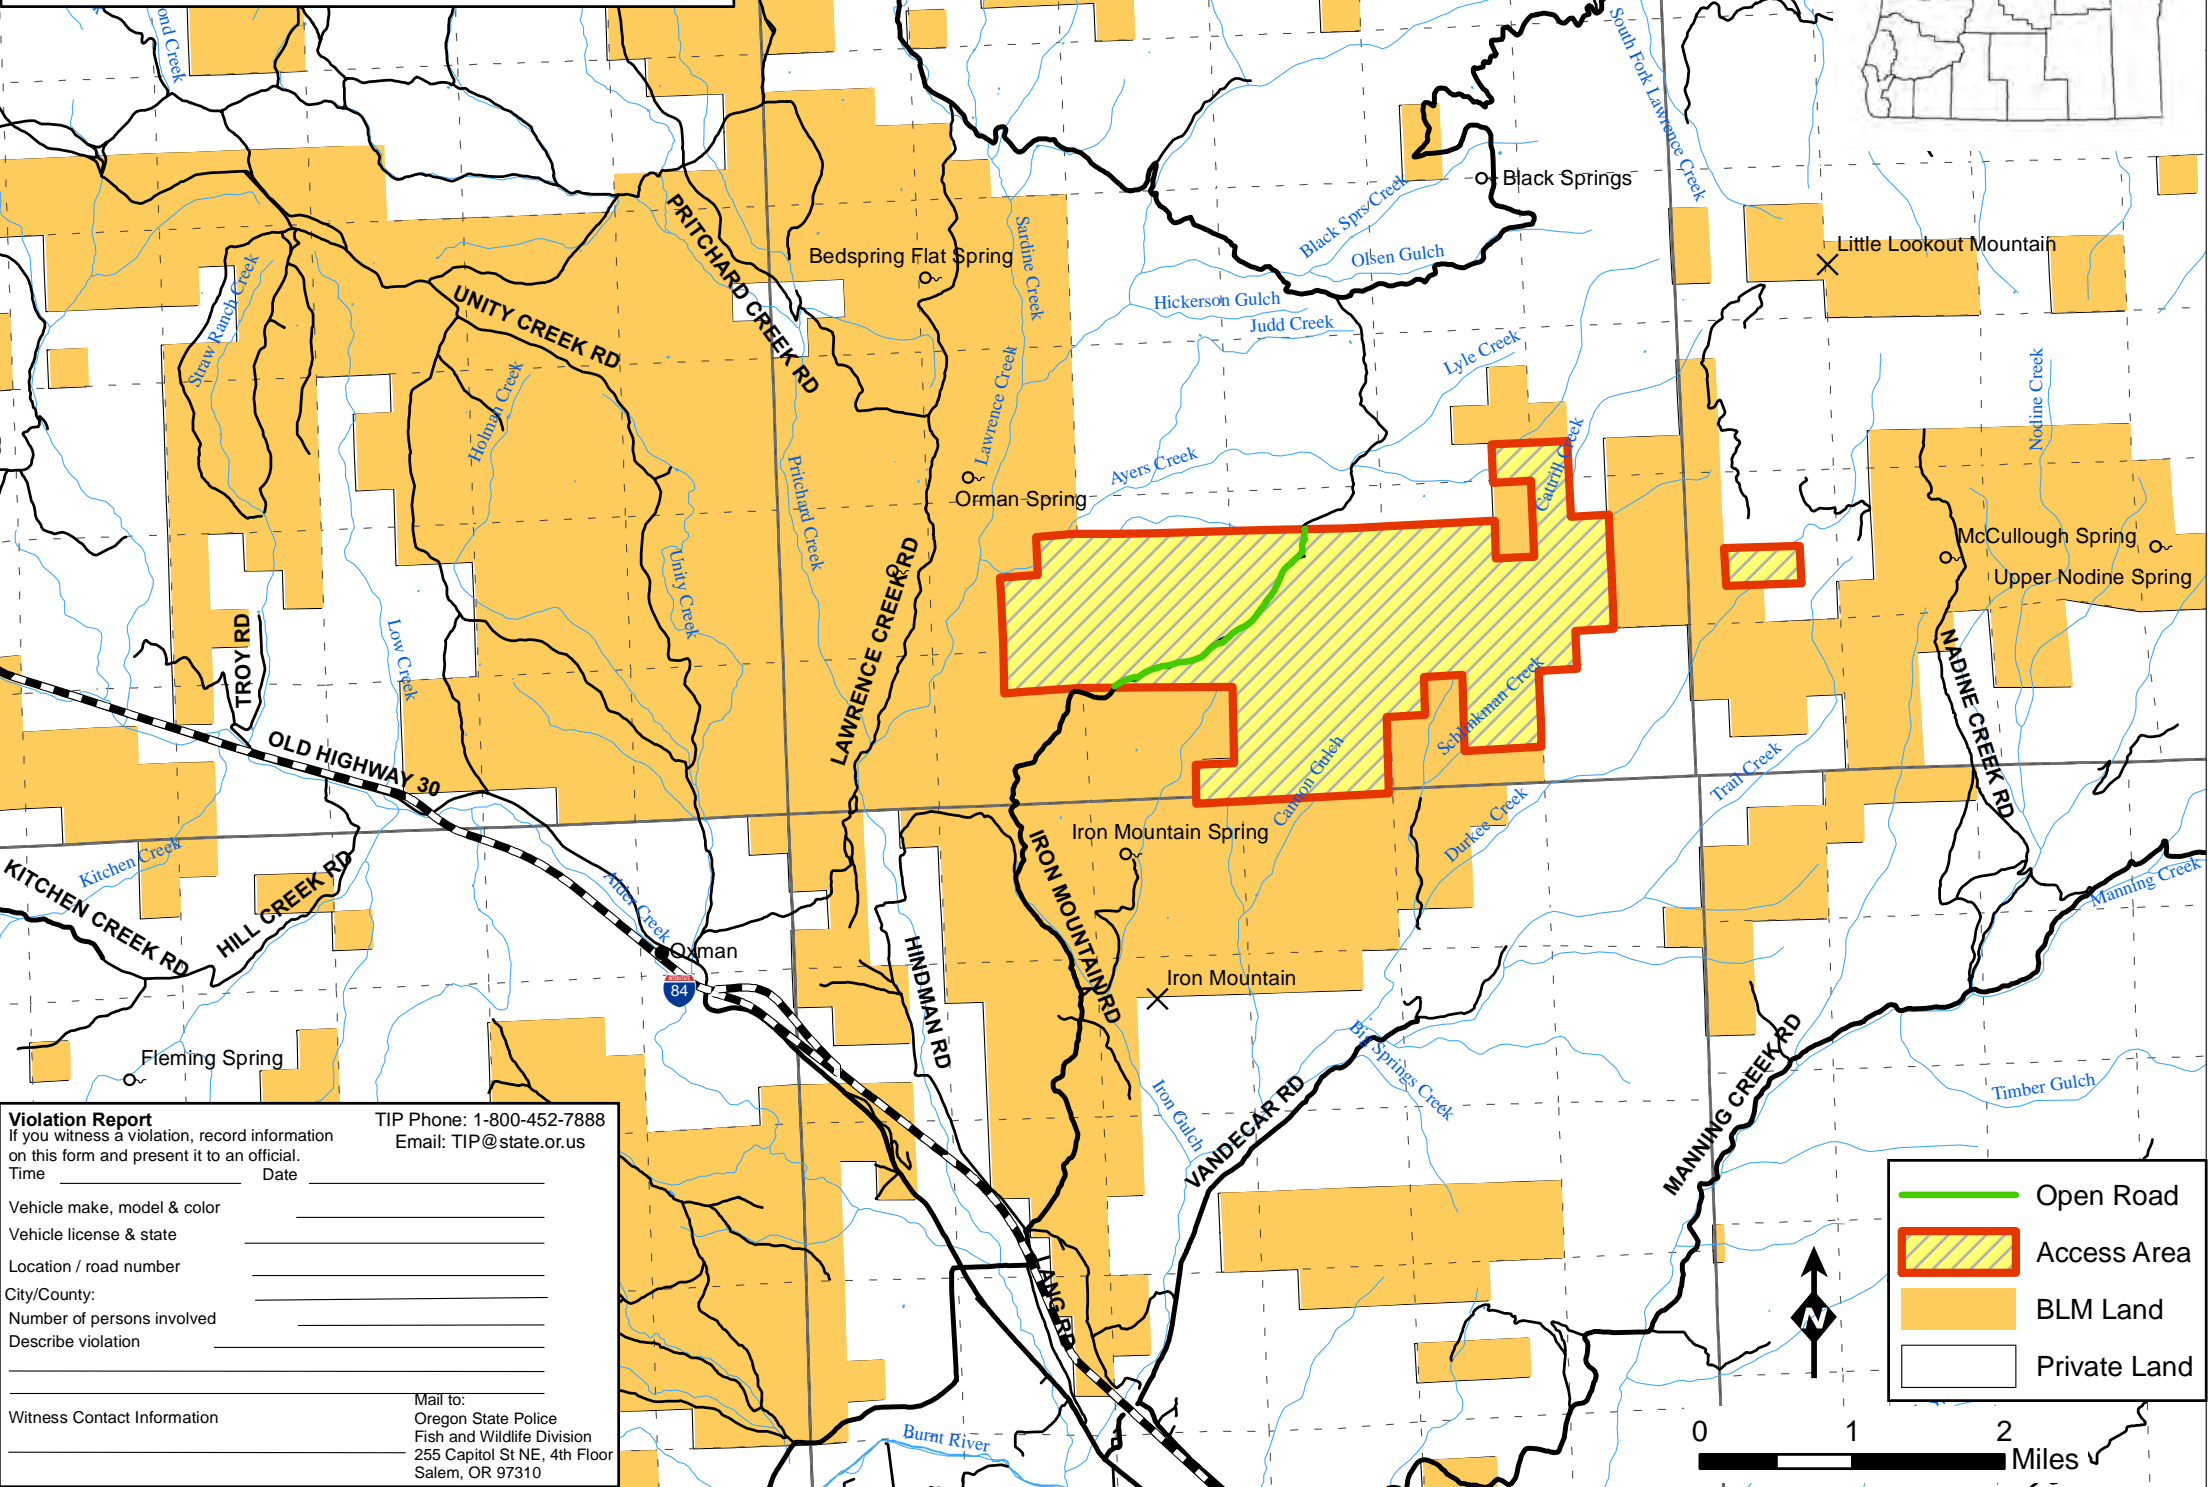 ond Creek
South Fork Lawrence Creek
Black Springs
Black Sprs Creek
PRITCHARD CREEK RD
Sardine Creek
Little Lookout Mountain
Bedspring Flat Spring
Olsen Gulch
Straw Ranch Creek
UNITY CREEK RD
Hickerson Gulch
Judd Creek
Lyle Creek
Holman Creek
Lawrence Creek
Nodine Creek
Ayers Creek
Catrill Creek
Pritchard Creek
Orman Spring
McCullough Spring
Upper Nodine Spring
Unity Creek
LAWRENCE CREEK RD
TROY RD
Low Creek
NADINE CREEK RD
Schlinkman Creek
OLD HIGHWAY 30
Cannon Gulch
Trail Creek
Durkee Creek
Iron Mountain Spring
IRON MOUNTAIN RD
Kitchen Creek
KITCHEN CREEK RD
HILL CREEK RD
Alder Creek
Manning Creek
Oxman
84
HINDMAN RD
Iron Mountain
Big Springs Creek
Fleming Spring
Iron Gulch
VANDECAR RD
MANNING CREEK RD
Timber Gulch
LANG RD
Burnt River
Violation Report
TIP Phone: 1-800-452-7888
If you witness a violation, record information
Email: TIP@state.or.us
on this form and present it to an official.
Time Date
Vehicle make, model & color
Vehicle license & state
Location / road number
City/County:
Number of persons involved
Describe violation
Witness Contact Information
Mail to:
Oregon State Police
Fish and Wildlife Division
255 Capitol St NE, 4th Floor
Salem, OR 97310
Open Road
Access Area
BLM Land
Private Land
N
0 1 2
Miles